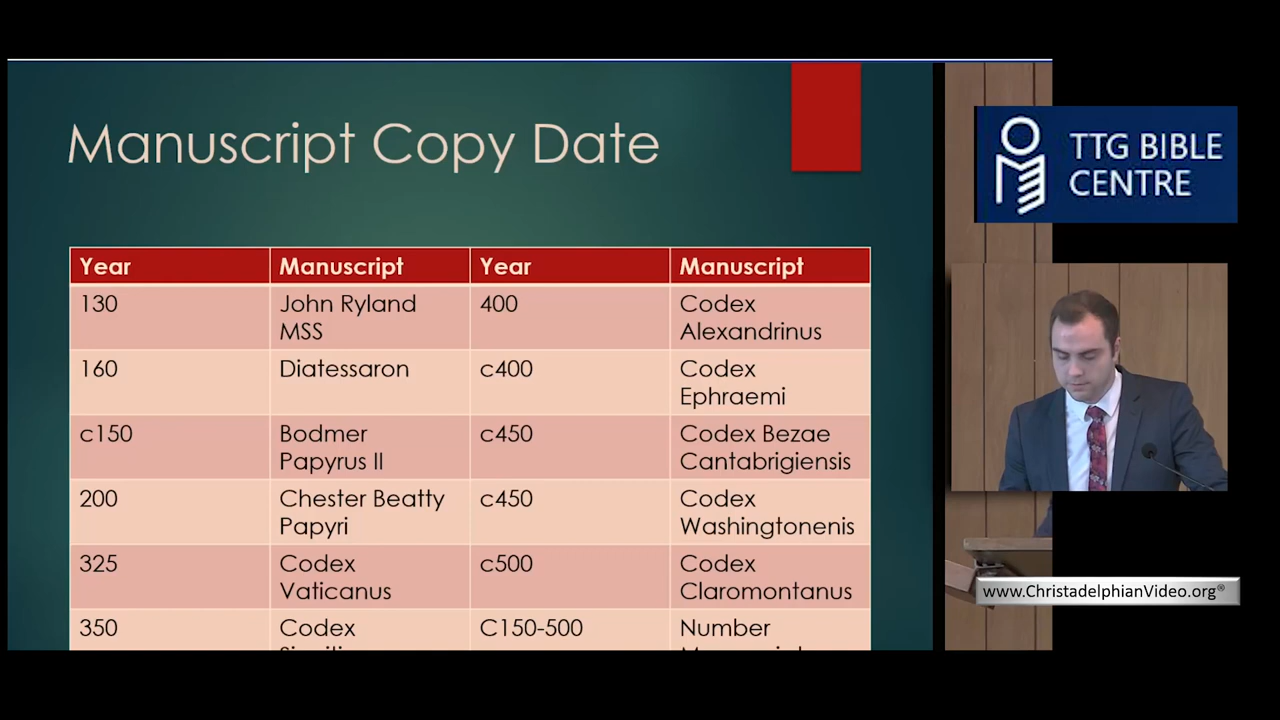 Manuscript Copy Date
Year Manuscript Year Manuscript
130 John Ryland 400 Codex
MSS Alexandrinus
160 Diatessaron c400 Codex
Ephraemi
c150 Bodmer c450 Codex Bezae
Papyrus II Cantabrigiensis
200 Chester Beatty c450 Codex
Papyri Washingtonenis
325 Codex c500 Codex
Vaticanus Claromontanus
350 Codex C150-500 Number
TTG BIBLE
CENTRE
www.ChristadelphianVideo.org®